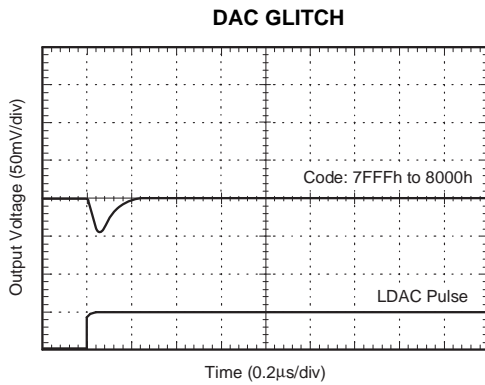 DAC GLITCH
Output Voltage (50mV/div)
Code: 7FFFh to 8000h
LDAC Pulse
Time (0.2µs/div)